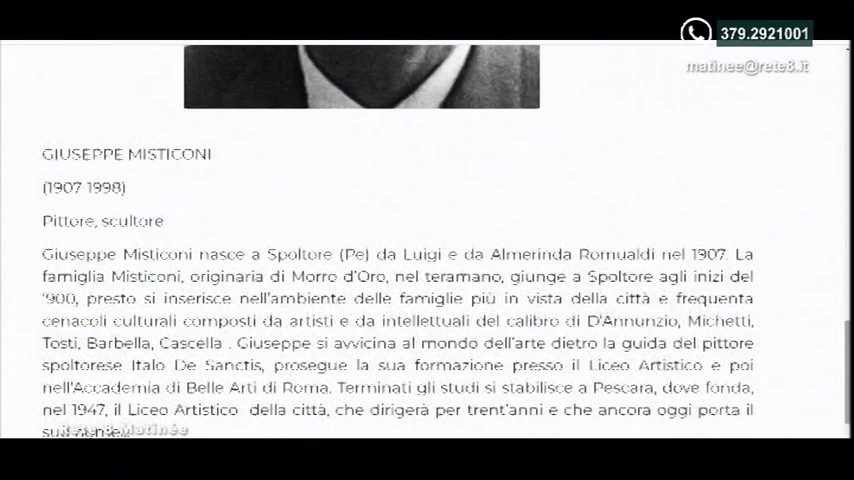 379.2921001
matinee@rete8.it
GIUSEPPE MISTICONI
(1907 1998)
Pittore, scultore
Giuseppe Misticoni nasce a Spoltore (Pe) da Luigi e da Almerinda Romualdi nel 1907. La
famiglia Misticoni, originaria di Morro d'Oro, nel teramano, giunge a Spoltore agli inizi del
'900, presto si inserisce nell'ambiente delle famiglie più in vista della città e frequenta
cenacoli culturali composti da artisti e da intellettuali del calibro di D'Annunzio, Michetti,
Tosti, Barbella, Cascella . Giuseppe si avvicina al mondo dell'arte dietro la guida del pittore
spoltorese Italo De Sanctis, prosegue la sua formazione presso il Liceo Artistico e poi
nell'Accademia di Belle Arti di Roma. Terminati gli studi si stabilisce a Pescara, dove fonda,
nel 1947, il Liceo Artistico della città, che dirigerà per trent'anni e che ancora oggi porta il
Rete 8 Matinée